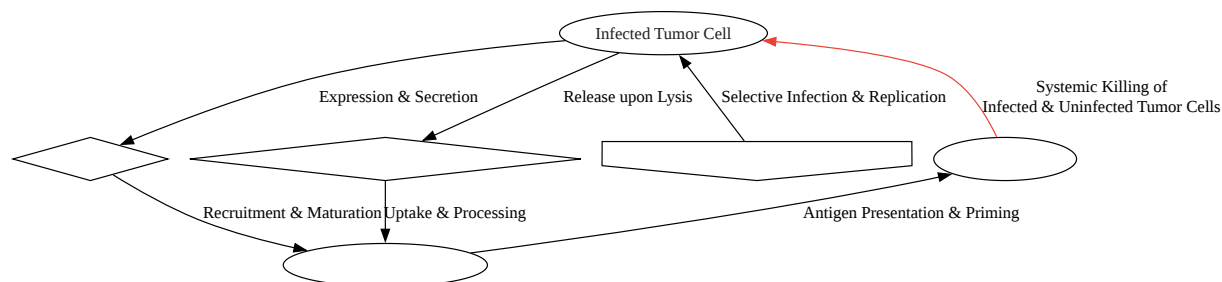 Infected Tumor Cell
Expression & Secretion
Release upon Lysis
Selective Infection & Replication
Systemic Killing of
Infected & Uninfected Tumor Cells
Recruitment & Maturation
Uptake & Processing
Antigen Presentation & Priming